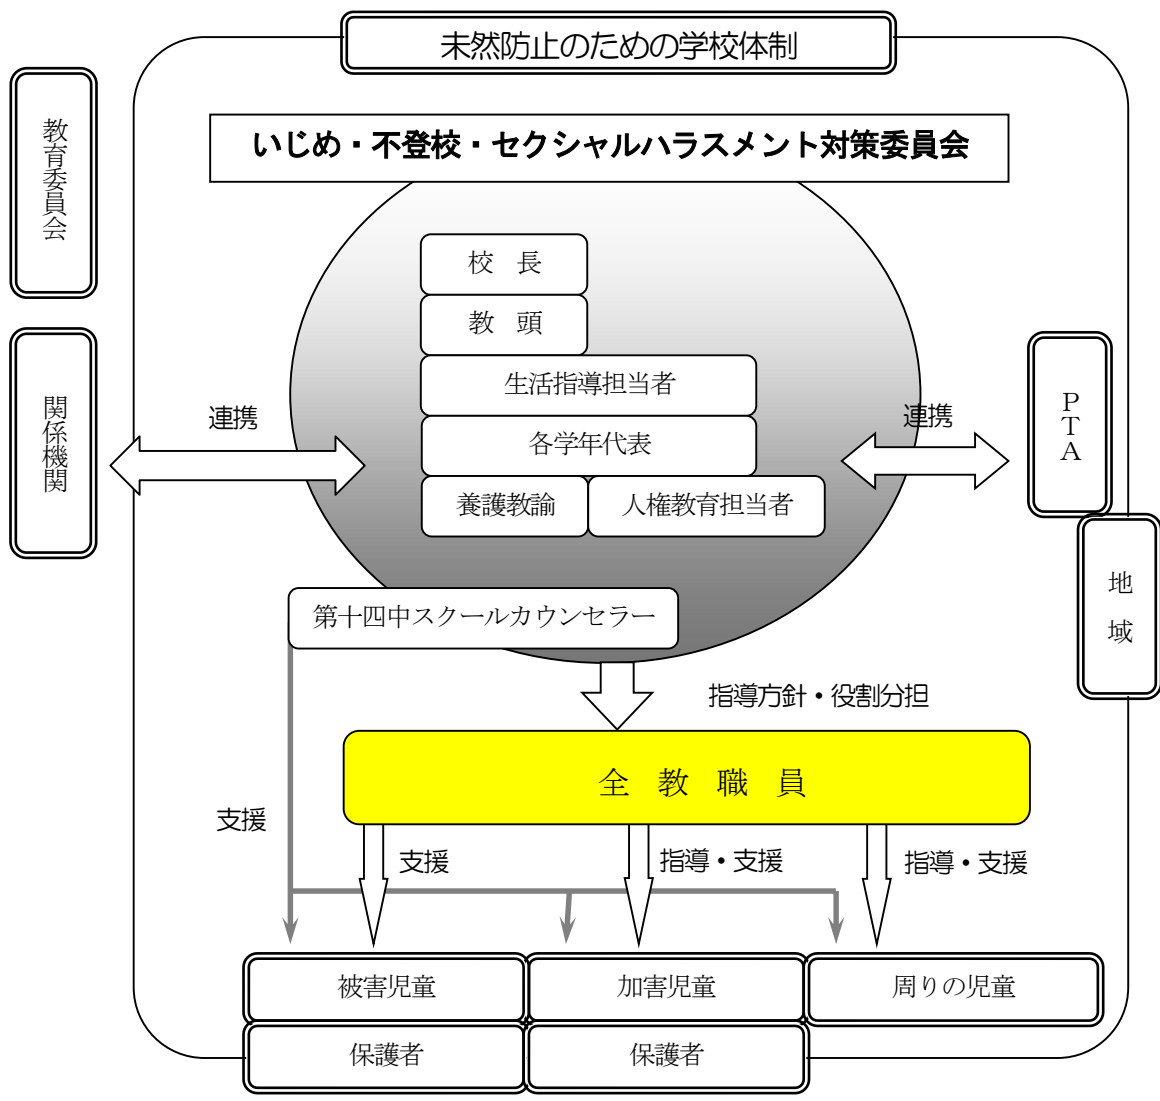 未然防止のための学校体制
いじめ・不登校・セクシャルハラスメント対策委員会
教育委員会
校　長
教　頭
生活指導担当者
各学年代表
養護教諭
人権教育担当者
関係機関
連携
連携
PTA
地域
第十四中スクールカウンセラー
指導方針・役割分担
全　教　職　員
支援
支援
指導・支援
指導・支援
被害児童
加害児童
周りの児童
保護者
保護者